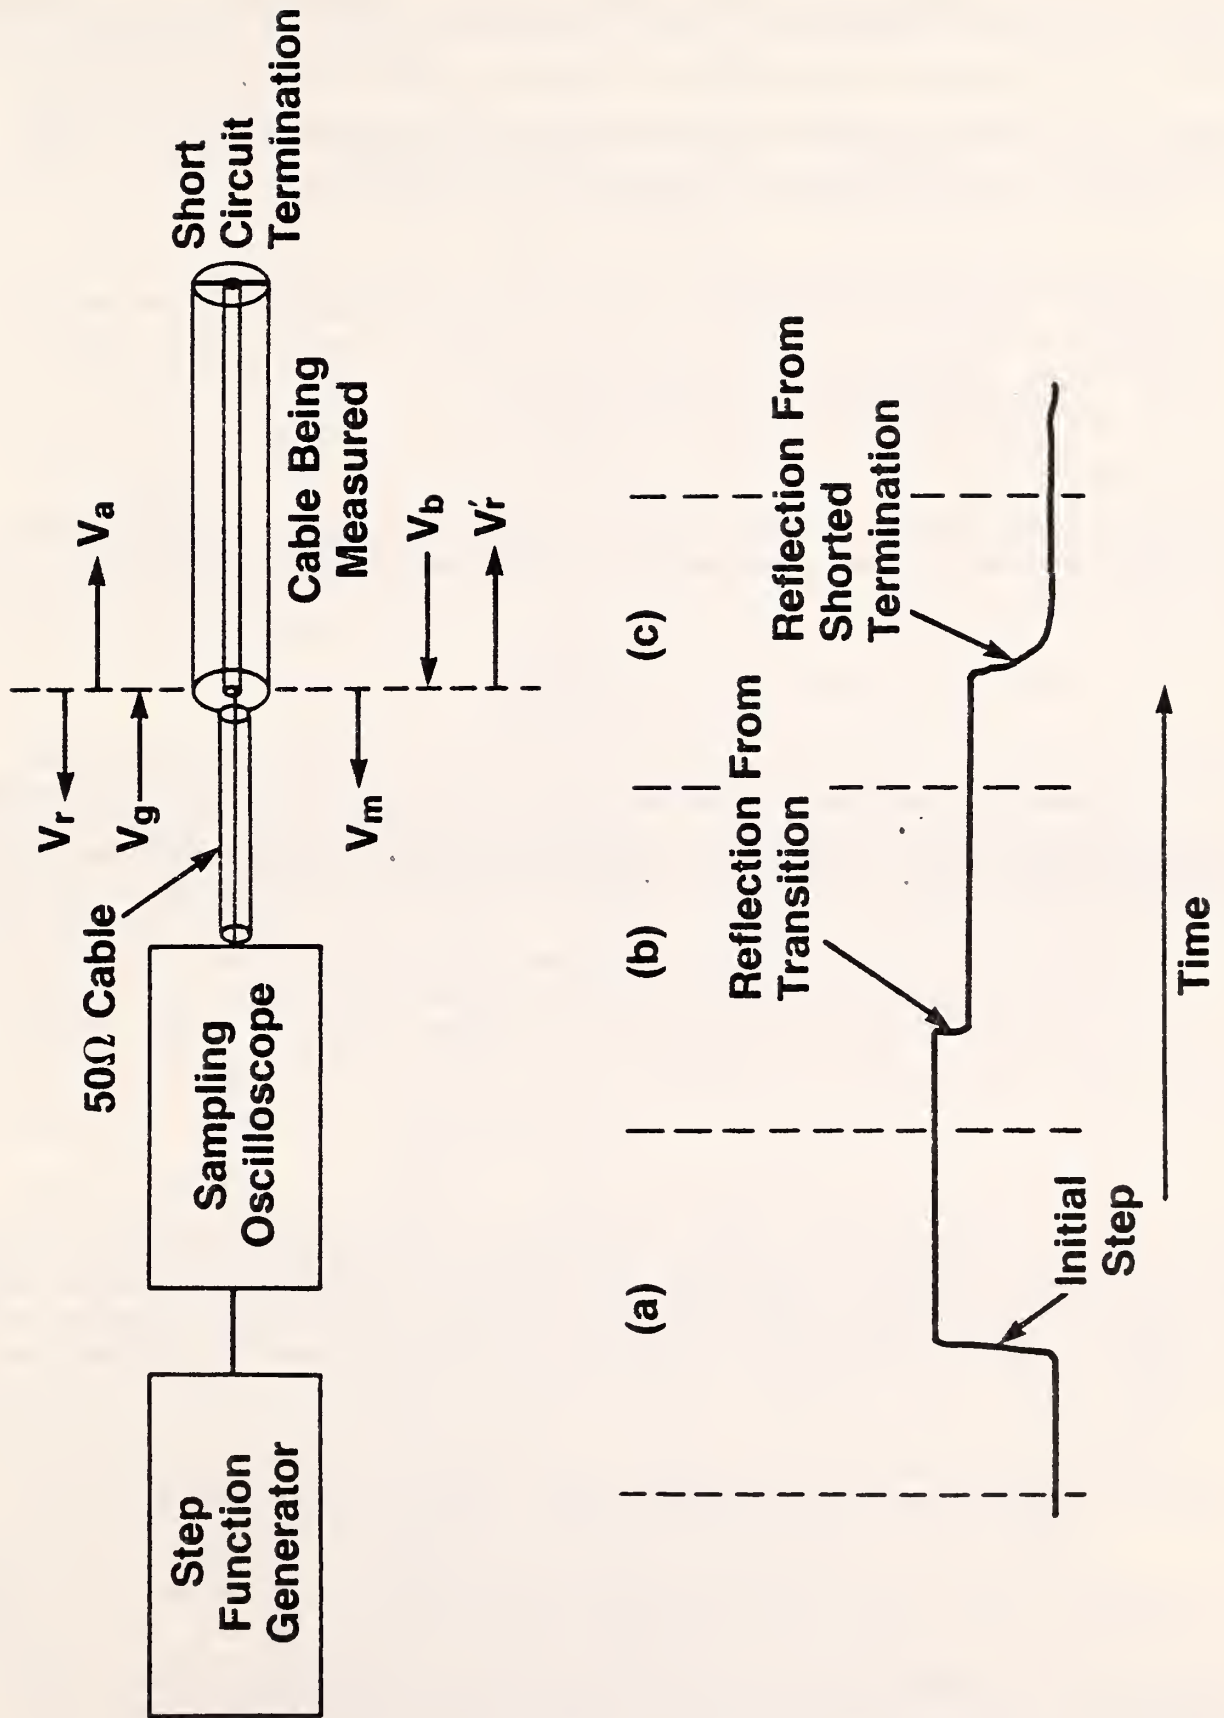 Step
Function
Generator
Sampling
Oscilloscope
50Ω Cable
Vr
Vg
Va
Vm
Vb
V'r
Cable Being
Measured
Short
Circuit
Termination
(a)
(b)
(c)
Initial
Step
Reflection From
Transition
Reflection From
Shorted
Termination
Time